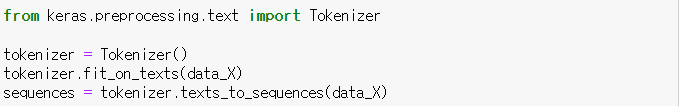 from keras.preprocessing.text import Tokenizer
tokenizer = Tokenizer()
tokenizer.fit_on_texts(data_X)
sequences = tokenizer.texts_to_sequences(data_X)